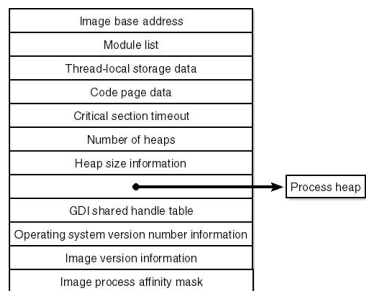 Image base address
Module list
Thread-local storage data
Code page data
Critical section timeout
Number of heaps
Heap size information
Process heap
GDI shared handle table
Operating system version number information
Image version information
Image process affinity mask